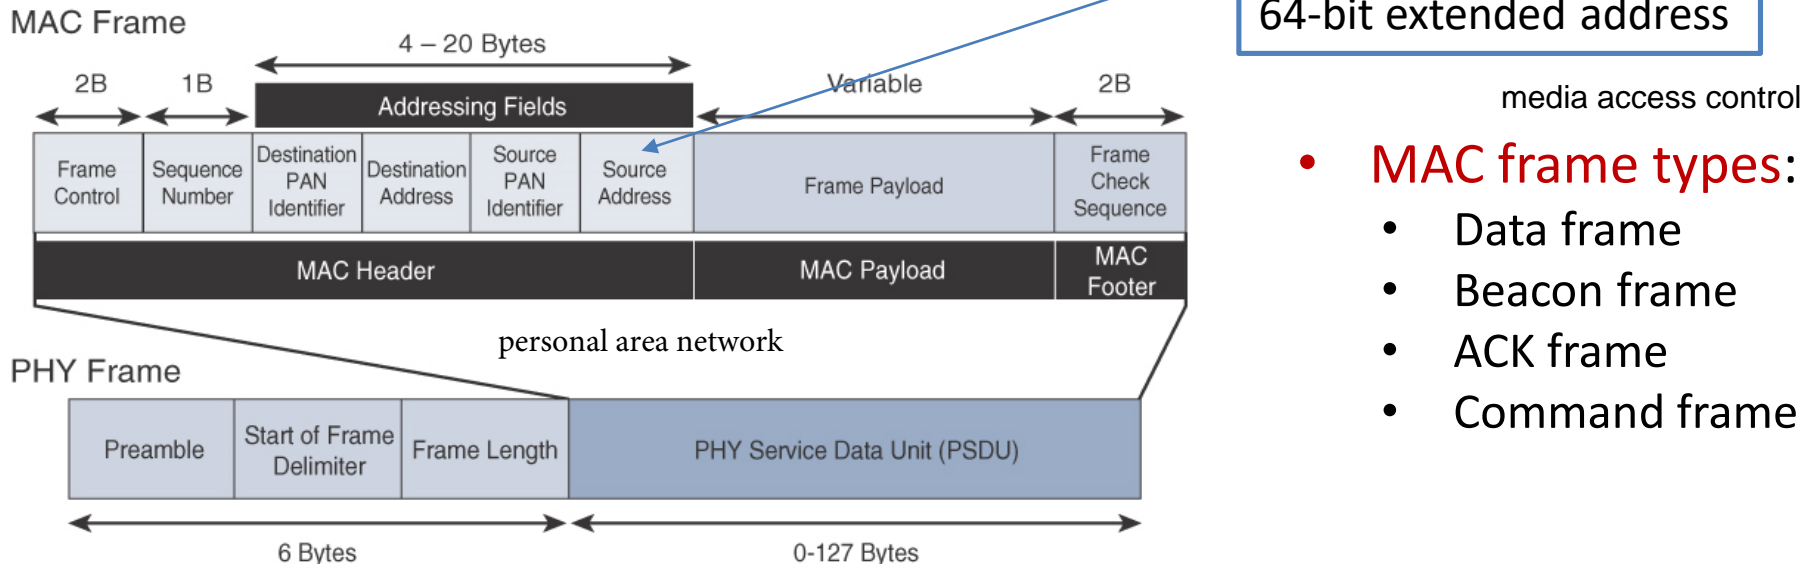 MAC Frame
4 – 20 Bytes
64-bit extended address
2B
1B
Variable
2B
Addressing Fields
media access control
Frame Control
Sequence Number
Destination PAN Identifier
Destination Address
Source PAN Identifier
Source Address
Frame Payload
Frame Check Sequence
MAC Header
MAC Payload
MAC Footer
• MAC frame types:
• Data frame
• Beacon frame
• ACK frame
• Command frame
personal area network
PHY Frame
Preamble
Start of Frame Delimiter
Frame Length
PHY Service Data Unit (PSDU)
6 Bytes
0-127 Bytes